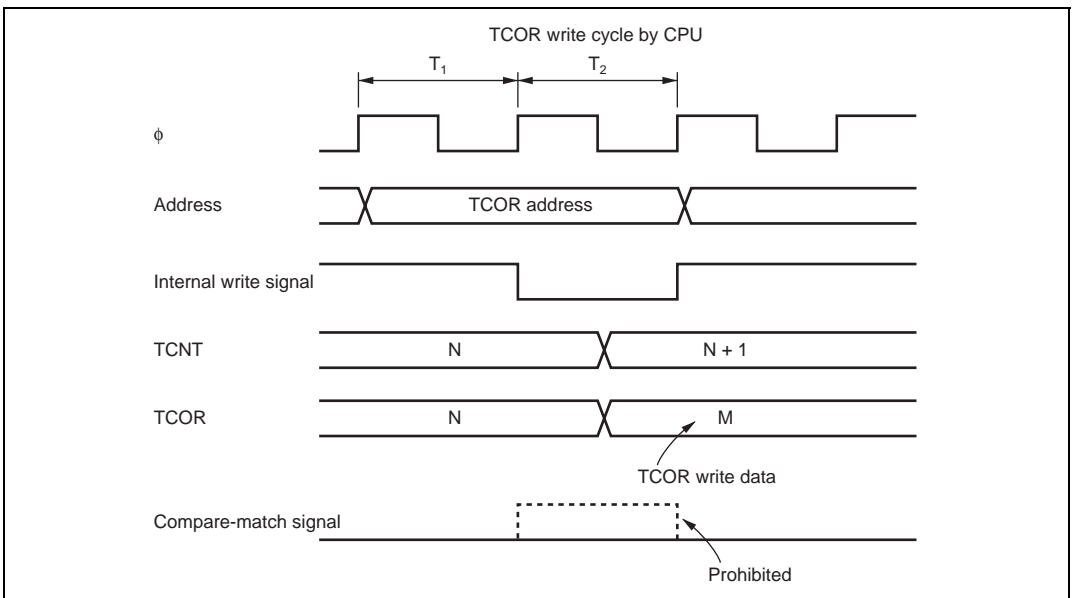 TCOR write cycle by CPU
T1 T2
φ
Address TCOR address
Internal write signal
TCNT N N + 1
TCOR N M
TCOR write data
Compare-match signal
Prohibited